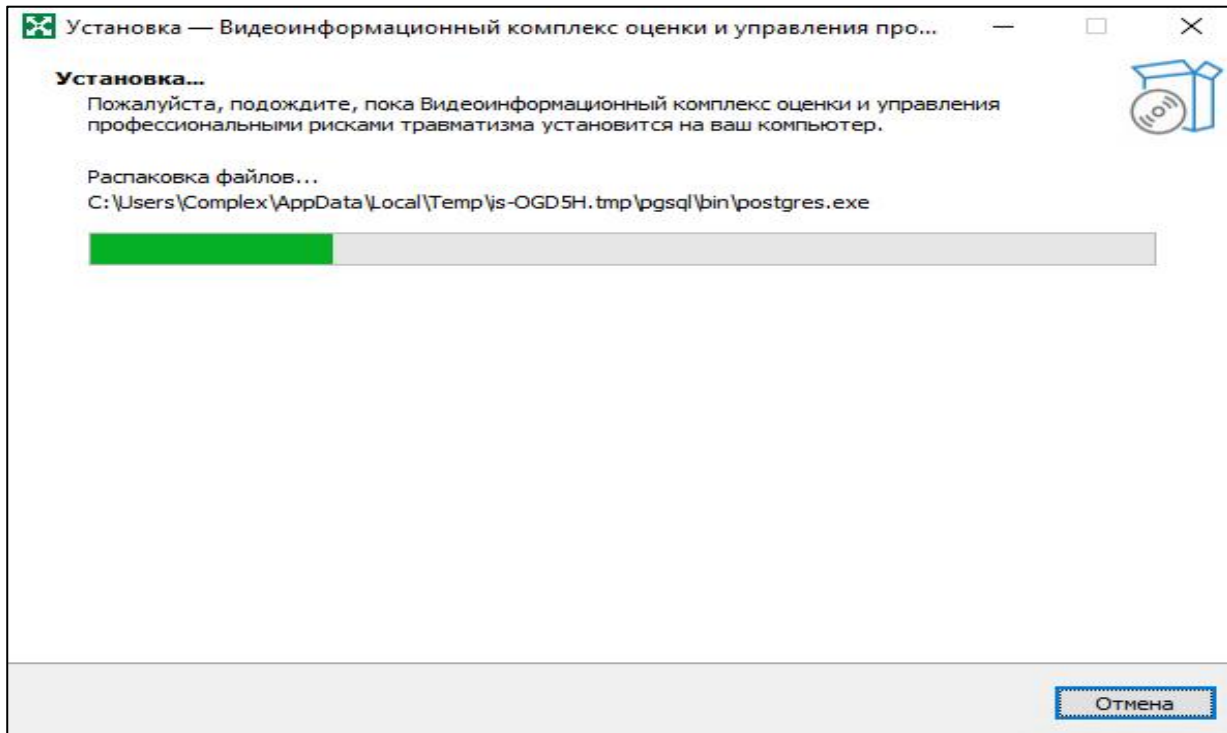 Установка — Видеоинформационный комплекс оценки и управления про...
Установка...
Пожалуйста, подождите, пока Видеоинформационный комплекс оценки и управления
профессиональными рисками травматизма установится на ваш компьютер.
Распаковка файлов...
C:\Users\Complex\AppData\Local\Temp\is-OGD5H.tmp\pgsql\bin\postgres.exe
Отмена